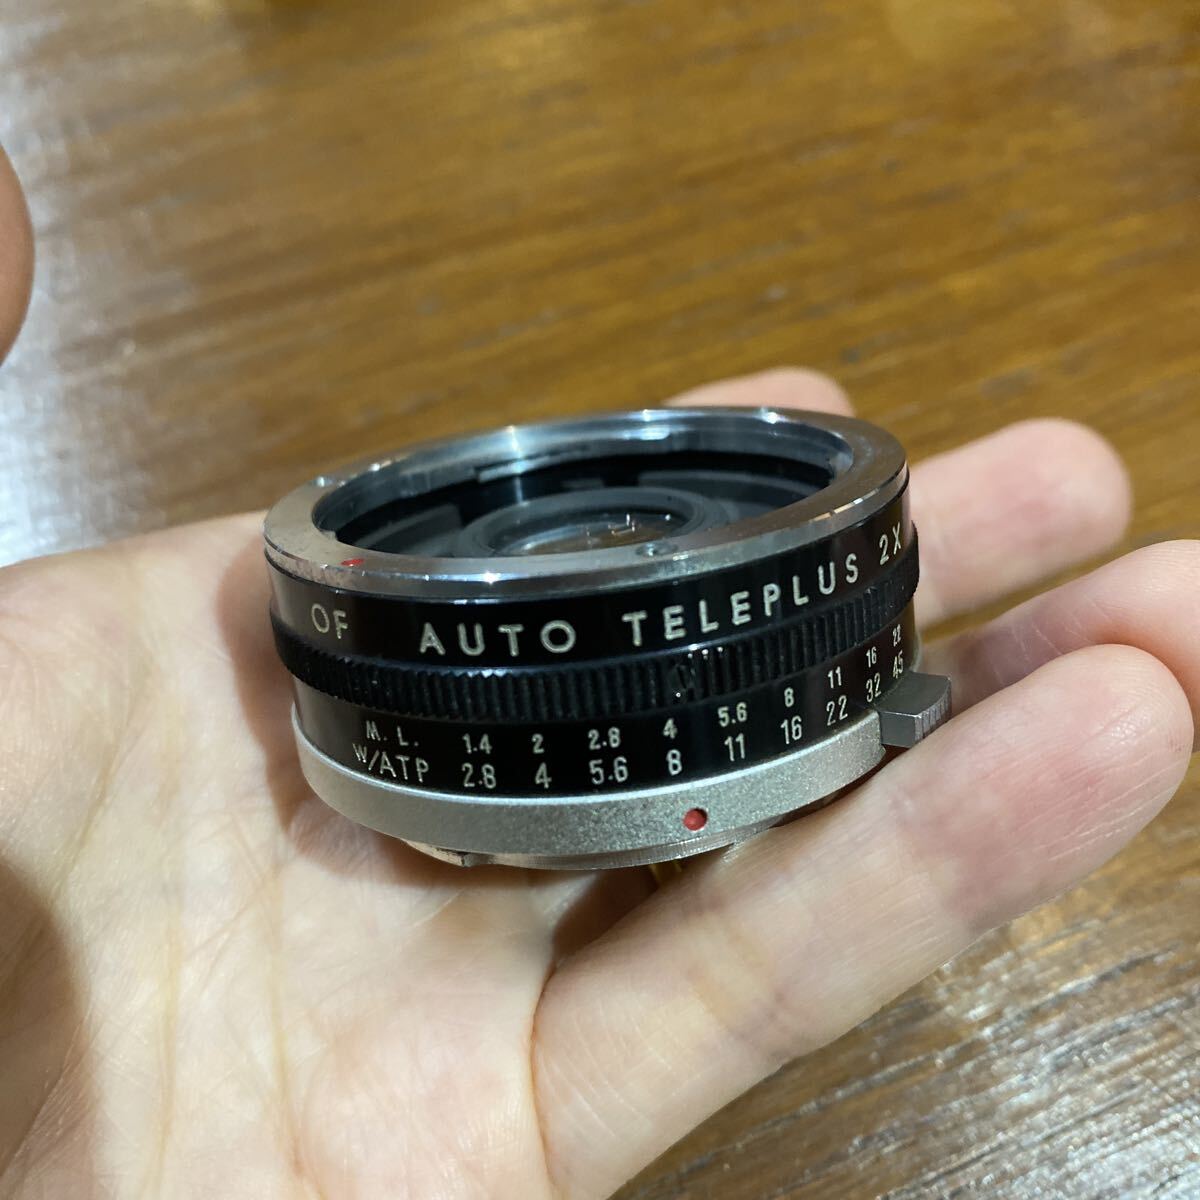 OF AUTO TELEPLUS 2X
M. L. 1.4 2 2.8 4 5.6 8 11 16 22
W/ATP 2.8 4 5.6 8 11 16 22 32 45